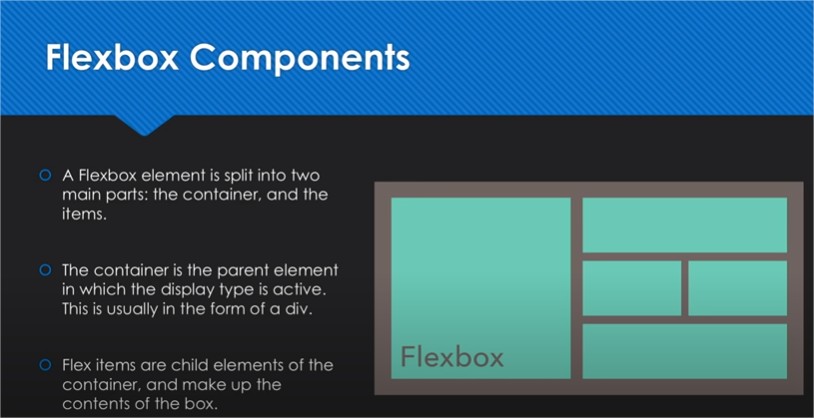 Flexbox Components
A Flexbox element is split into two
main parts: the container, and the
items.
The container is the parent element
in which the display type is active.
This is usually in the form of a div.
Flex items are child elements of the
container, and make up the
contents of the box.
Flexbox